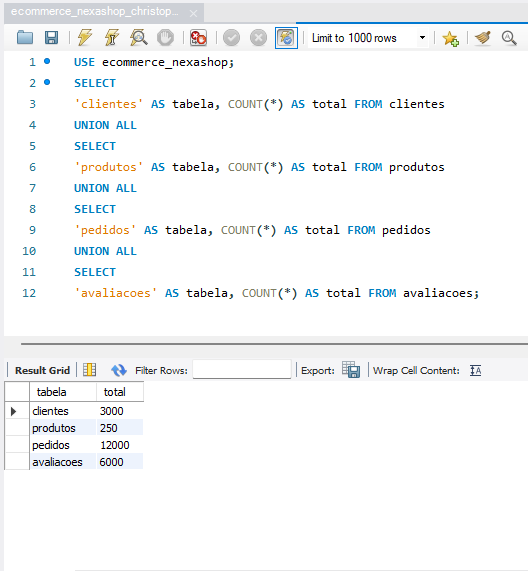 ecommerce_nexashop_christop...
Limit to 1000 rows
1 USE ecommerce_nexashop;
2 SELECT
3 'clientes' AS tabela, COUNT(*) AS total FROM clientes
4 UNION ALL
5 SELECT
6 'produtos' AS tabela, COUNT(*) AS total FROM produtos
7 UNION ALL
8 SELECT
9 'pedidos' AS tabela, COUNT(*) AS total FROM pedidos
10 UNION ALL
11 SELECT
12 'avaliacoes' AS tabela, COUNT(*) AS total FROM avaliacoes;
Result Grid Filter Rows: Export: Wrap Cell Content:
tabela total
clientes 3000
produtos 250
pedidos 12000
avaliacoes 6000